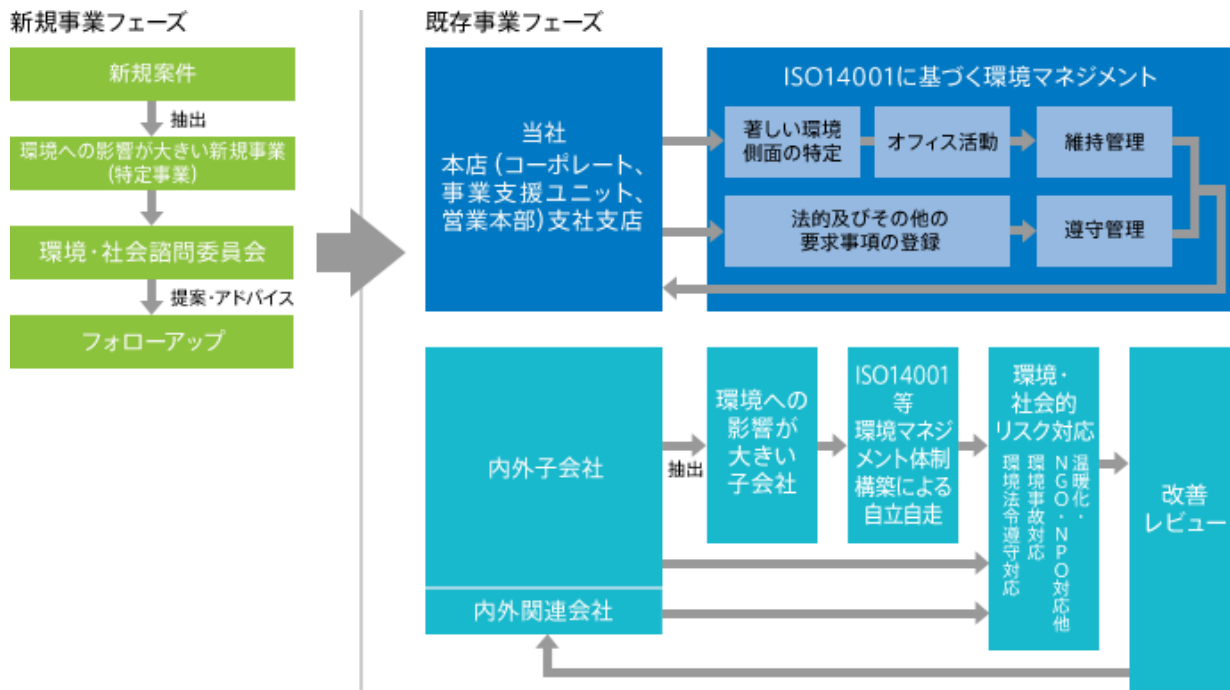 新規事業フェーズ
新規案件
抽出
環境への影響が大きい新規事業
(特定事業)
環境・社会諮問委員会
提案・アドバイス
フォローアップ
既存事業フェーズ
当社
本店(コーポレート、
事業支援ユニット、
営業本部)支社支店
ISO14001に基づく環境マネジメント
著しい環境
側面の特定
オフィス活動
維持管理
法的及びその他の
要求事項の登録
遵守管理
内外子会社
内外関連会社
抽出
環境への
影響が
大きい
子会社
ISO14001
等
環境マネジ
メント体制
構築による
自立自走
環境・
社会的
リスク対応
温暖化・
NGO・NPO対応他
環境事故対応
環境法令遵守対応
改善
レビュー